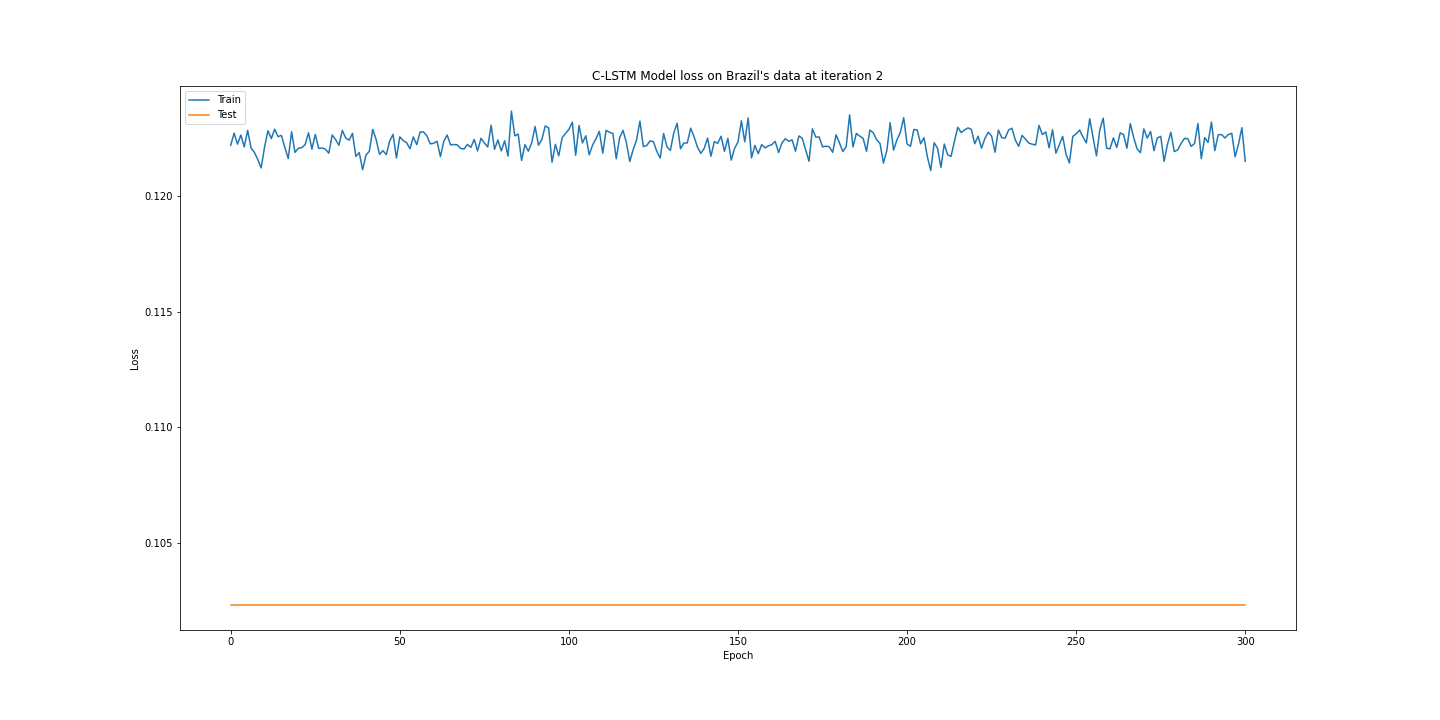 C-LSTM Model loss on Brazil's data at iteration 2
Train
Test
0.120
0.115
0.110
0.105
Loss
0 50 100 150 200 250 300
Epoch